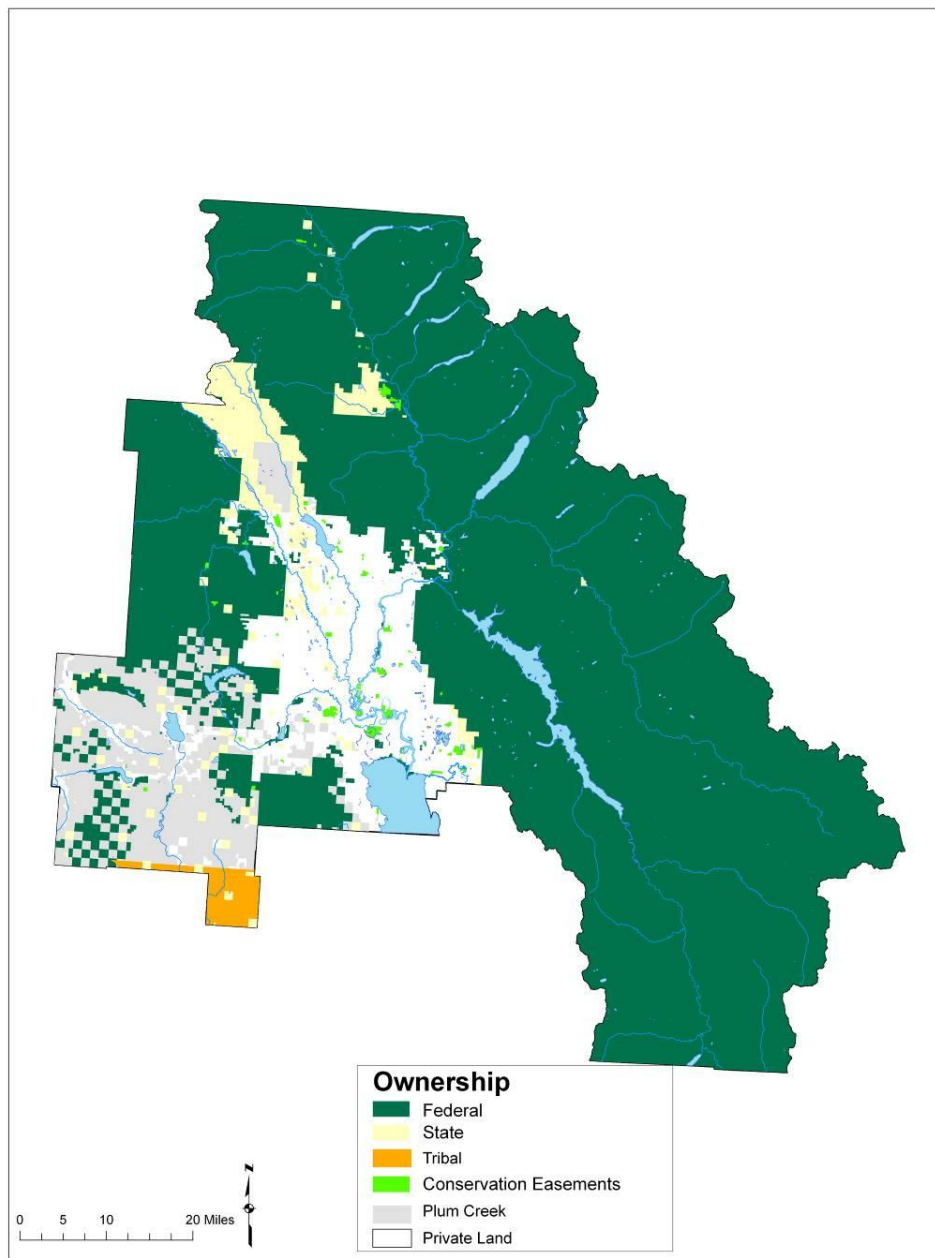 Ownership
Federal
State
Tribal
Conservation Easements
Plum Creek
Private Land
N
0 5 10 20 Miles